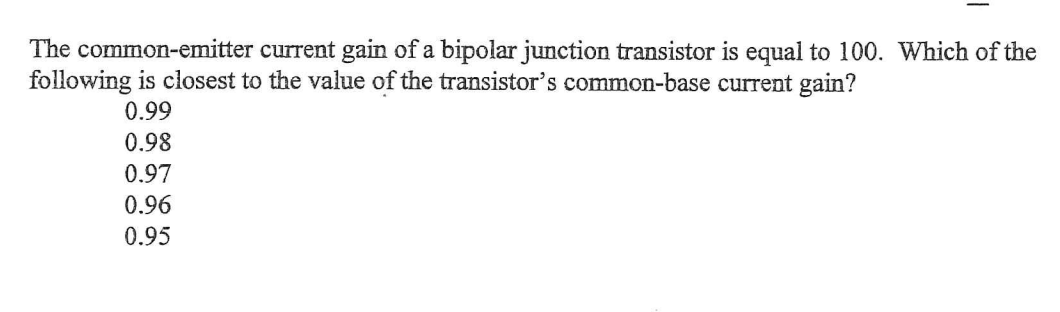 The common-emitter current gain of a bipolar junction transistor is equal to 100. Which of the
following is closest to the value of the transistor's common-base current gain?
0.99
0.98
0.97
0.96
0.95